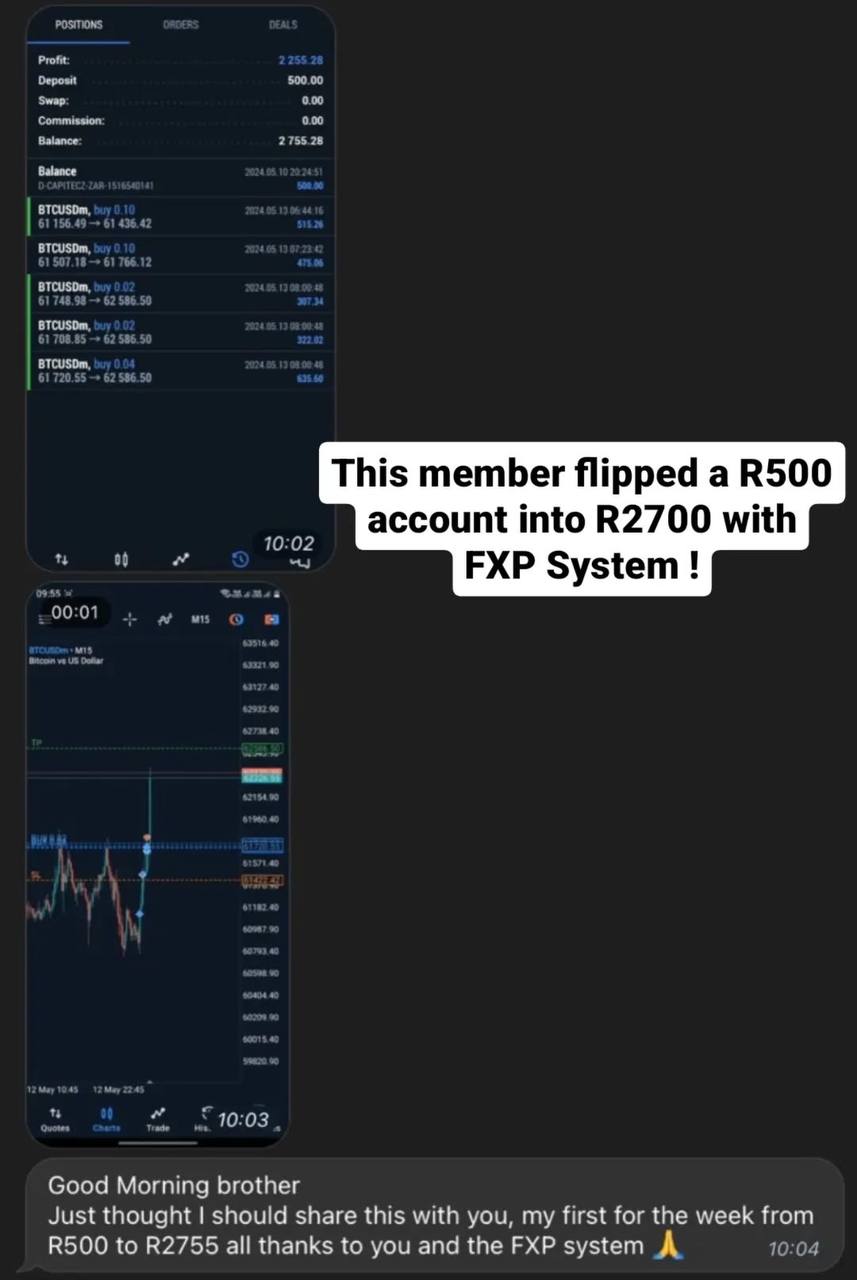 POSITIONS ORDERS DEALS
Profit: 2 255.28
Deposit 500.00
Swap: 0.00
Commission: 0.00
Balance: 2 755.28
Balance 2024.05.10 20:24:51
D-CAPITECZ-ZAR-1516540141 500.00
BTCUSDm, buy 0.10 2024.05.13 06:44:16
61 156.49 → 61 436.42 515.26
BTCUSDm, buy 0.10 2024.05.13 07:23:42
61 507.18 → 61 766.12 475.06
BTCUSDm, buy 0.02 2024.05.13 08:00:48
61 748.98 → 62 586.50 307.34
BTCUSDm, buy 0.02 2024.05.13 08:00:48
61 708.85 → 62 586.50 322.02
BTCUSDm, buy 0.04 2024.05.13 08:00:48
61 720.55 → 62 586.50 635.60
10:02
This member flipped a R500
account into R2700 with
FXP System !
09:55
00:01 M15
BTCUSDm • M15
Bitcoin vs US Dollar
63516.40
63321.90
63127.40
62932.90
62738.40
TP 62586.50
62154.90
61960.40
61571.40
SL
61182.40
60987.90
60793.40
60598.90
60404.40
60209.90
60015.40
59820.90
12 May 10:45 12 May 22:45
Quotes Charts Trade His. 10:03
Good Morning brother
Just thought I should share this with you, my first for the week from
R500 to R2755 all thanks to you and the FXP system 🙏 10:04